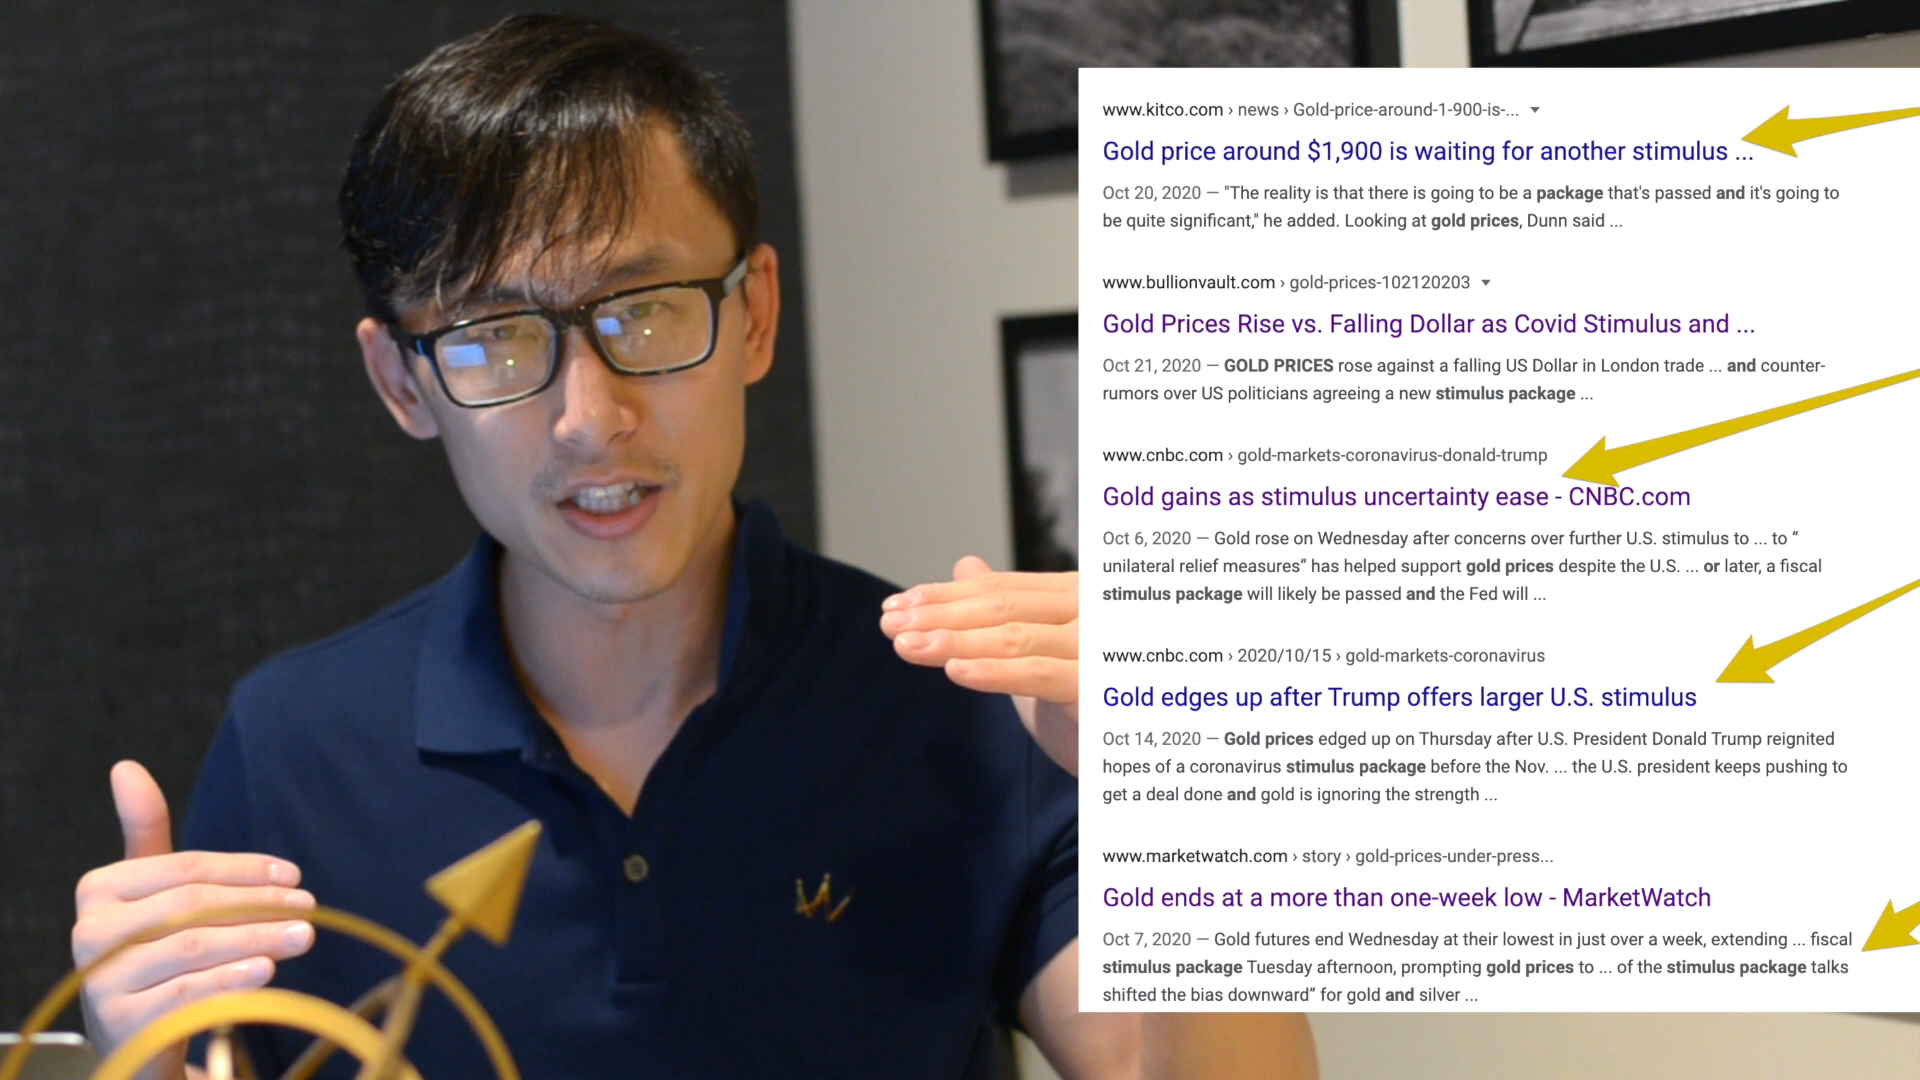 www.kitco.com › news › Gold-price-around-1-900-is-...
Gold price around $1,900 is waiting for another stimulus ...
Oct 20, 2020 — "The reality is that there is going to be a package that's passed and it's going to
be quite significant," he added. Looking at gold prices, Dunn said ...
www.bullionvault.com › gold-prices-102120203
Gold Prices Rise vs. Falling Dollar as Covid Stimulus and ...
Oct 21, 2020 — GOLD PRICES rose against a falling US Dollar in London trade ... and counter-
rumors over US politicians agreeing a new stimulus package ...
www.cnbc.com › gold-markets-coronavirus-donald-trump
Gold gains as stimulus uncertainty ease - CNBC.com
Oct 6, 2020 — Gold rose on Wednesday after concerns over further U.S. stimulus to ... to “
unilateral relief measures” has helped support gold prices despite the U.S. ... or later, a fiscal
stimulus package will likely be passed and the Fed will ...
www.cnbc.com › 2020/10/15 › gold-markets-coronavirus
Gold edges up after Trump offers larger U.S. stimulus
Oct 14, 2020 — Gold prices edged up on Thursday after U.S. President Donald Trump reignited
hopes of a coronavirus stimulus package before the Nov. ... the U.S. president keeps pushing to
get a deal done and gold is ignoring the strength ...
www.marketwatch.com › story › gold-prices-under-press...
Gold ends at a more than one-week low - MarketWatch
Oct 7, 2020 — Gold futures end Wednesday at their lowest in just over a week, extending ... fiscal
stimulus package Tuesday afternoon, prompting gold prices to ... of the stimulus package talks
shifted the bias downward” for gold and silver ...